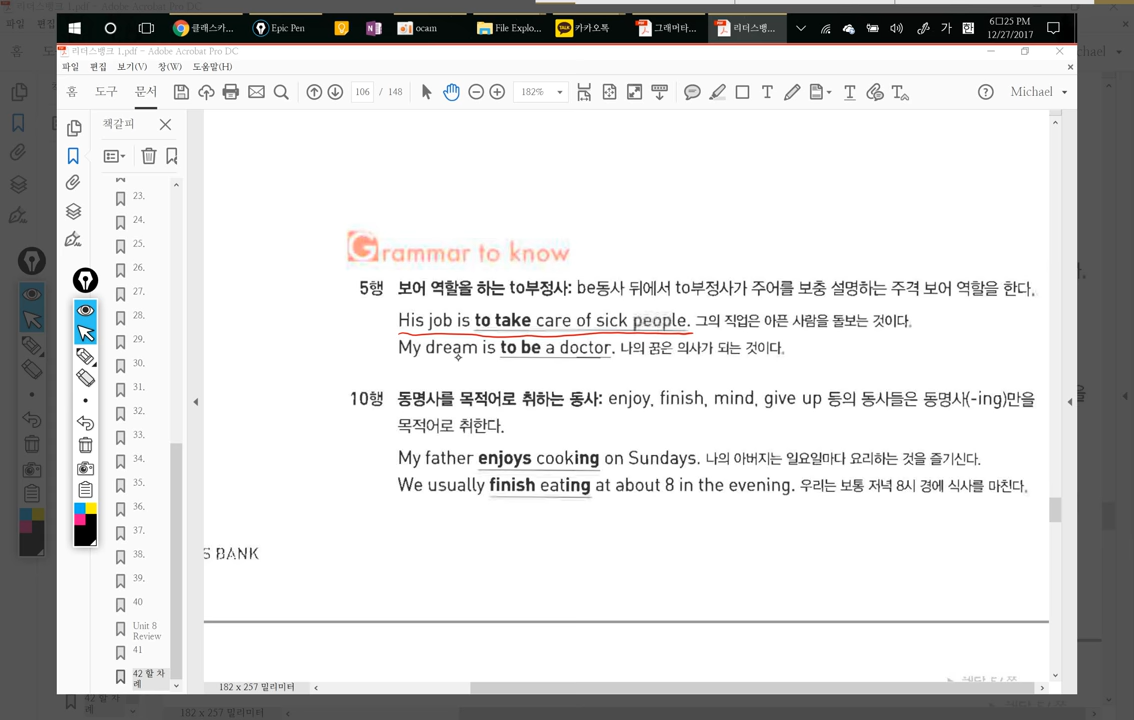 클래스카...
Epic Pen
ocam
File Explo...
카카오톡
그래머타...
리더스뱅...
가
한
6□25 PM
12/27/2017
리더스뱅크 1.pdf - Adobe Acrobat Pro DC
파일 편집 보기(V) 창(W) 도움말(H)
홈 도구 문서 106 / 148 182% Michael
책갈피
23.
24.
25.
26.
27.
28.
29.
30.
31.
32.
33.
34.
35.
36.
37.
38.
39.
40
Unit 8
Review
41
42 할 차
례
Grammar to know
5행 보어 역할을 하는 to부정사: be동사 뒤에서 to부정사가 주어를 보충 설명하는 주격 보어 역할을 한다.
His job is to take care of sick people. 그의 직업은 아픈 사람을 돌보는 것이다.
My dream is to be a doctor. 나의 꿈은 의사가 되는 것이다.
10행 동명사를 목적어로 취하는 동사: enjoy, finish, mind, give up 등의 동사들은 동명사(-ing)만을
목적어로 취한다.
My father enjoys cooking on Sundays. 나의 아버지는 일요일마다 요리하는 것을 즐기신다.
We usually finish eating at about 8 in the evening. 우리는 보통 저녁 8시 경에 식사를 마친다.
S BANK
182 x 257 밀리미터